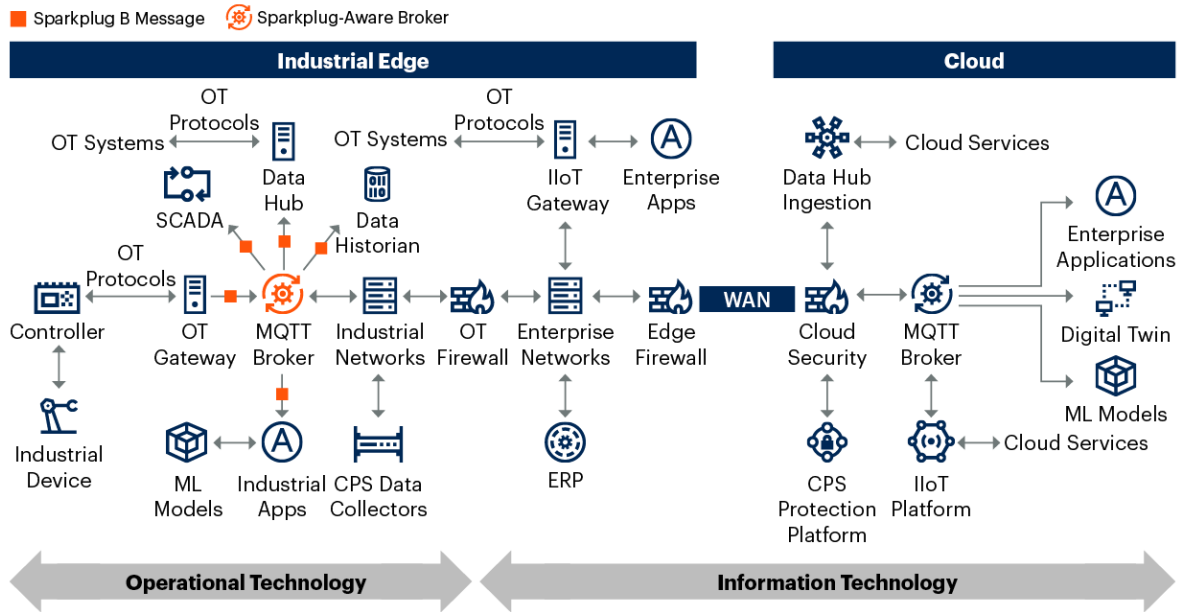 Sparkplug B Message
Sparkplug-Aware Broker
Industrial Edge
Cloud
OT
Protocols
OT Systems
Data
Hub
SCADA
OT
Protocols
OT Systems
Data
Historian
IIoT
Gateway
Enterprise
Apps
Data Hub
Ingestion
Cloud Services
Enterprise
Applications
OT
Protocols
Controller
OT
Gateway
MQTT
Broker
Industrial
Networks
OT
Firewall
Enterprise
Networks
Edge
Firewall
WAN
Cloud
Security
MQTT
Broker
Digital Twin
ML Models
Industrial
Device
ML
Models
Industrial
Apps
CPS Data
Collectors
ERP
CPS
Protection
Platform
IIoT
Platform
Cloud Services
Operational Technology
Information Technology